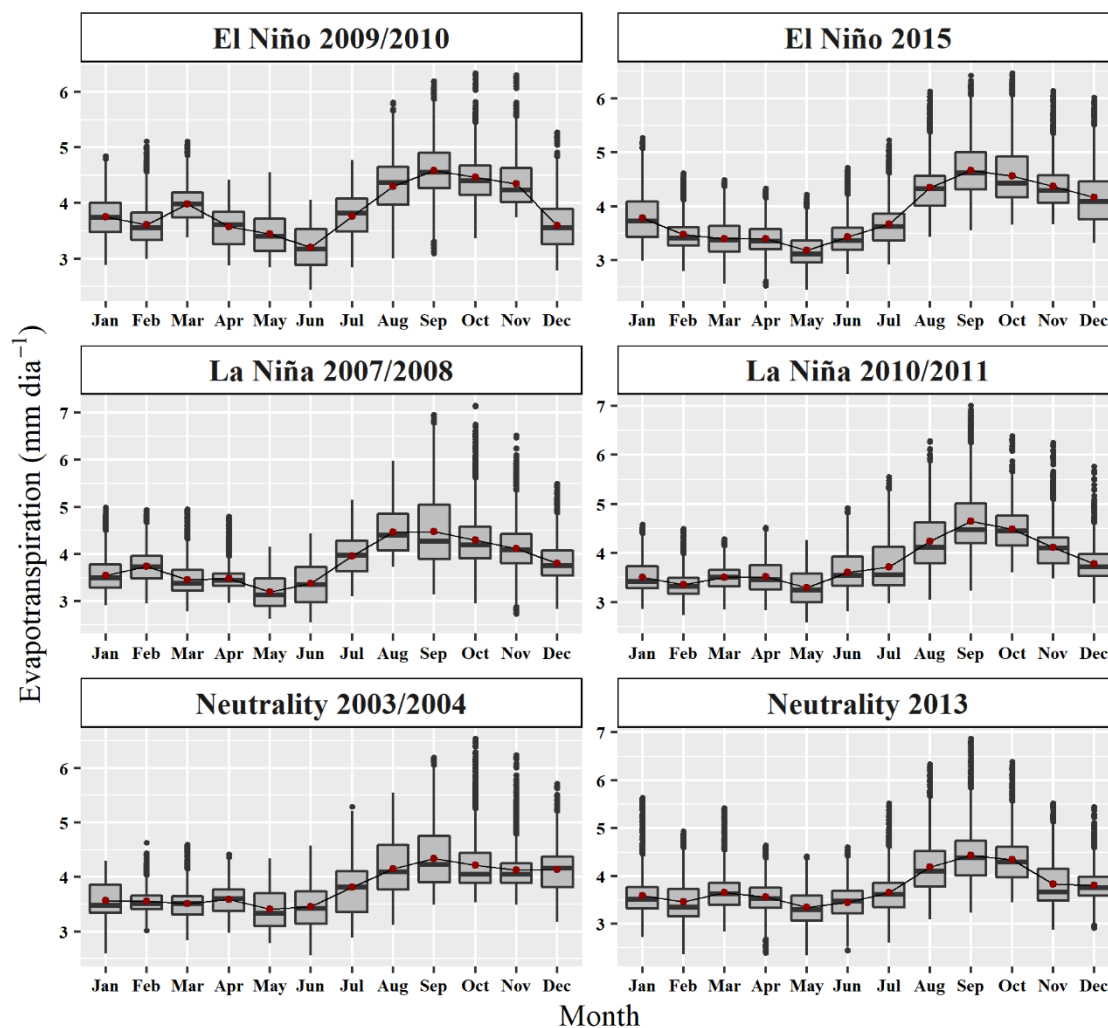 El Niño 2009/2010
El Niño 2015
6
5
4
3
6
5
4
3
Jan Feb Mar Apr May Jun Jul Aug Sep Oct Nov Dec
Jan Feb Mar Apr May Jun Jul Aug Sep Oct Nov Dec
Evapotranspiration (mm dia⁻¹)
La Niña 2007/2008
La Niña 2010/2011
7
6
5
4
3
7
6
5
4
3
Jan Feb Mar Apr May Jun Jul Aug Sep Oct Nov Dec
Jan Feb Mar Apr May Jun Jul Aug Sep Oct Nov Dec
Neutrality 2003/2004
Neutrality 2013
6
5
4
3
7
6
5
4
3
Jan Feb Mar Apr May Jun Jul Aug Sep Oct Nov Dec
Jan Feb Mar Apr May Jun Jul Aug Sep Oct Nov Dec
Month